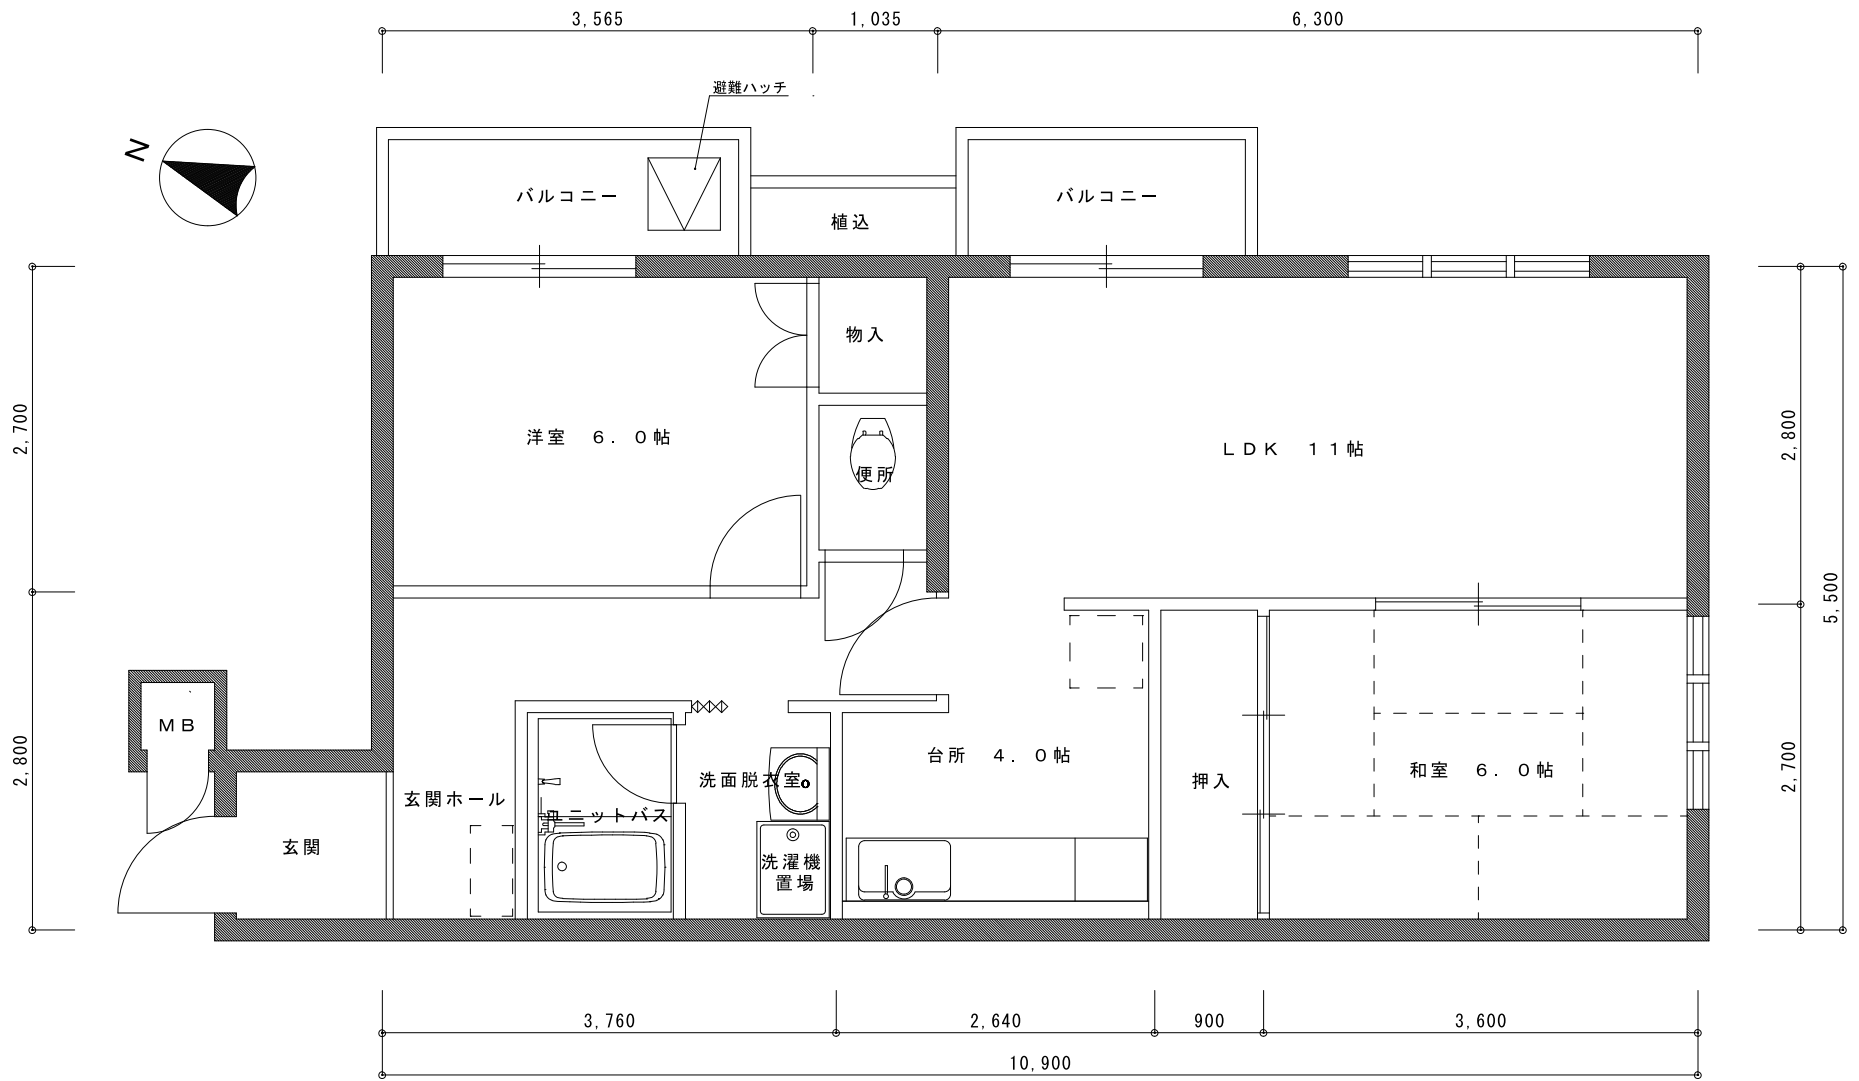 3,565
1,035
6,300
避難ハッチ
N
バルコニー
バルコニー
植込
物入
2,700
洋室 6.0帖
LDK 11帖
2,800
便所
5,500
MB
2,800
台所 4.0帖
和室 6.0帖
2,700
洗面脱衣室
押入
玄関ホール
ユニットバス
玄関
洗濯機
置場
3,760
2,640
900
3,600
10,900